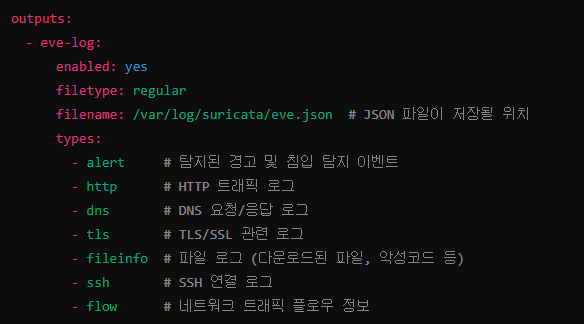 outputs:
  - eve-log:
      enabled: yes
      filetype: regular
      filename: /var/log/suricata/eve.json  # JSON 파일이 저장될 위치
      types:
        - alert     # 탐지된 경고 및 침입 탐지 이벤트
        - http      # HTTP 트래픽 로그
        - dns       # DNS 요청/응답 로그
        - tls       # TLS/SSL 관련 로그
        - fileinfo  # 파일 로그 (다운로드된 파일, 악성코드 등)
        - ssh       # SSH 연결 로그
        - flow      # 네트워크 트래픽 플로우 정보